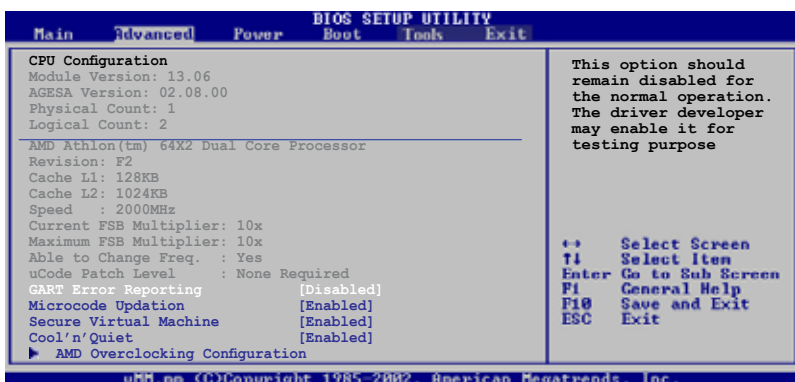 BIOS SETUP UTILITY
Main Advanced Power Boot Tools Exit
CPU Configuration
Module Version: 13.06
AGESA Version: 02.08.00
Physical Count: 1
Logical Count: 2
AMD Athlon(tm) 64X2 Dual Core Processor
Revision: F2
Cache L1: 128KB
Cache L2: 1024KB
Speed : 2000MHz
Current FSB Multiplier: 10x
Maximum FSB Multiplier: 10x
Able to Change Freq. : Yes
uCode Patch Level : None Required
GART Error Reporting [Disabled]
Microcode Updation [Enabled]
Secure Virtual Machine [Enabled]
Cool'n'Quiet [Enabled]
AMD Overclocking Configuration
This option should
remain disabled for
the normal operation.
The driver developer
may enable it for
testing purpose
↔ Select Screen
↑↓ Select Item
Enter Go to Sub Screen
F1 General Help
F10 Save and Exit
ESC Exit
(C)Copyright 1985-2002, American Megatrends, Inc.